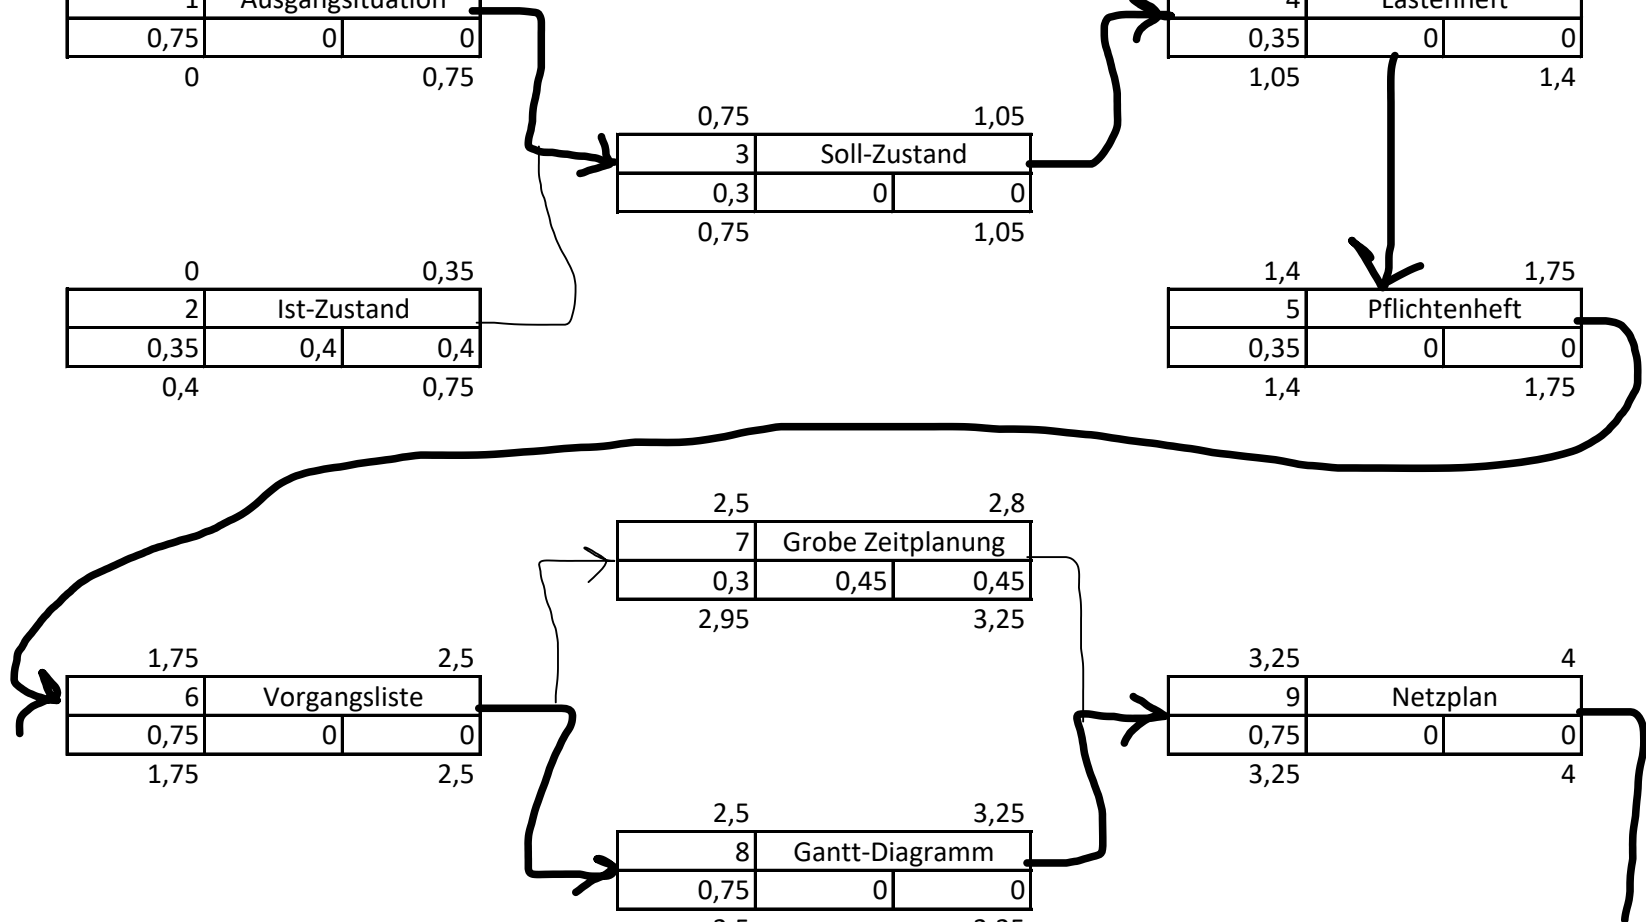 1 Ausgangsituation
0,75 0 0
0 0,75
4 Lastenheft
0,35 0 0
1,05 1,4
0,75 1,05
3 Soll-Zustand
0,3 0 0
0,75 1,05
0 0,35
2 Ist-Zustand
0,35 0,4 0,4
0,4 0,75
1,4 1,75
5 Pflichtenheft
0,35 0 0
1,4 1,75
2,5 2,8
7 Grobe Zeitplanung
0,3 0,45 0,45
2,95 3,25
1,75 2,5
6 Vorgangsliste
0,75 0 0
1,75 2,5
3,25 4
9 Netzplan
0,75 0 0
3,25 4
2,5 3,25
8 Gantt-Diagramm
0,75 0 0
2,5 3,25